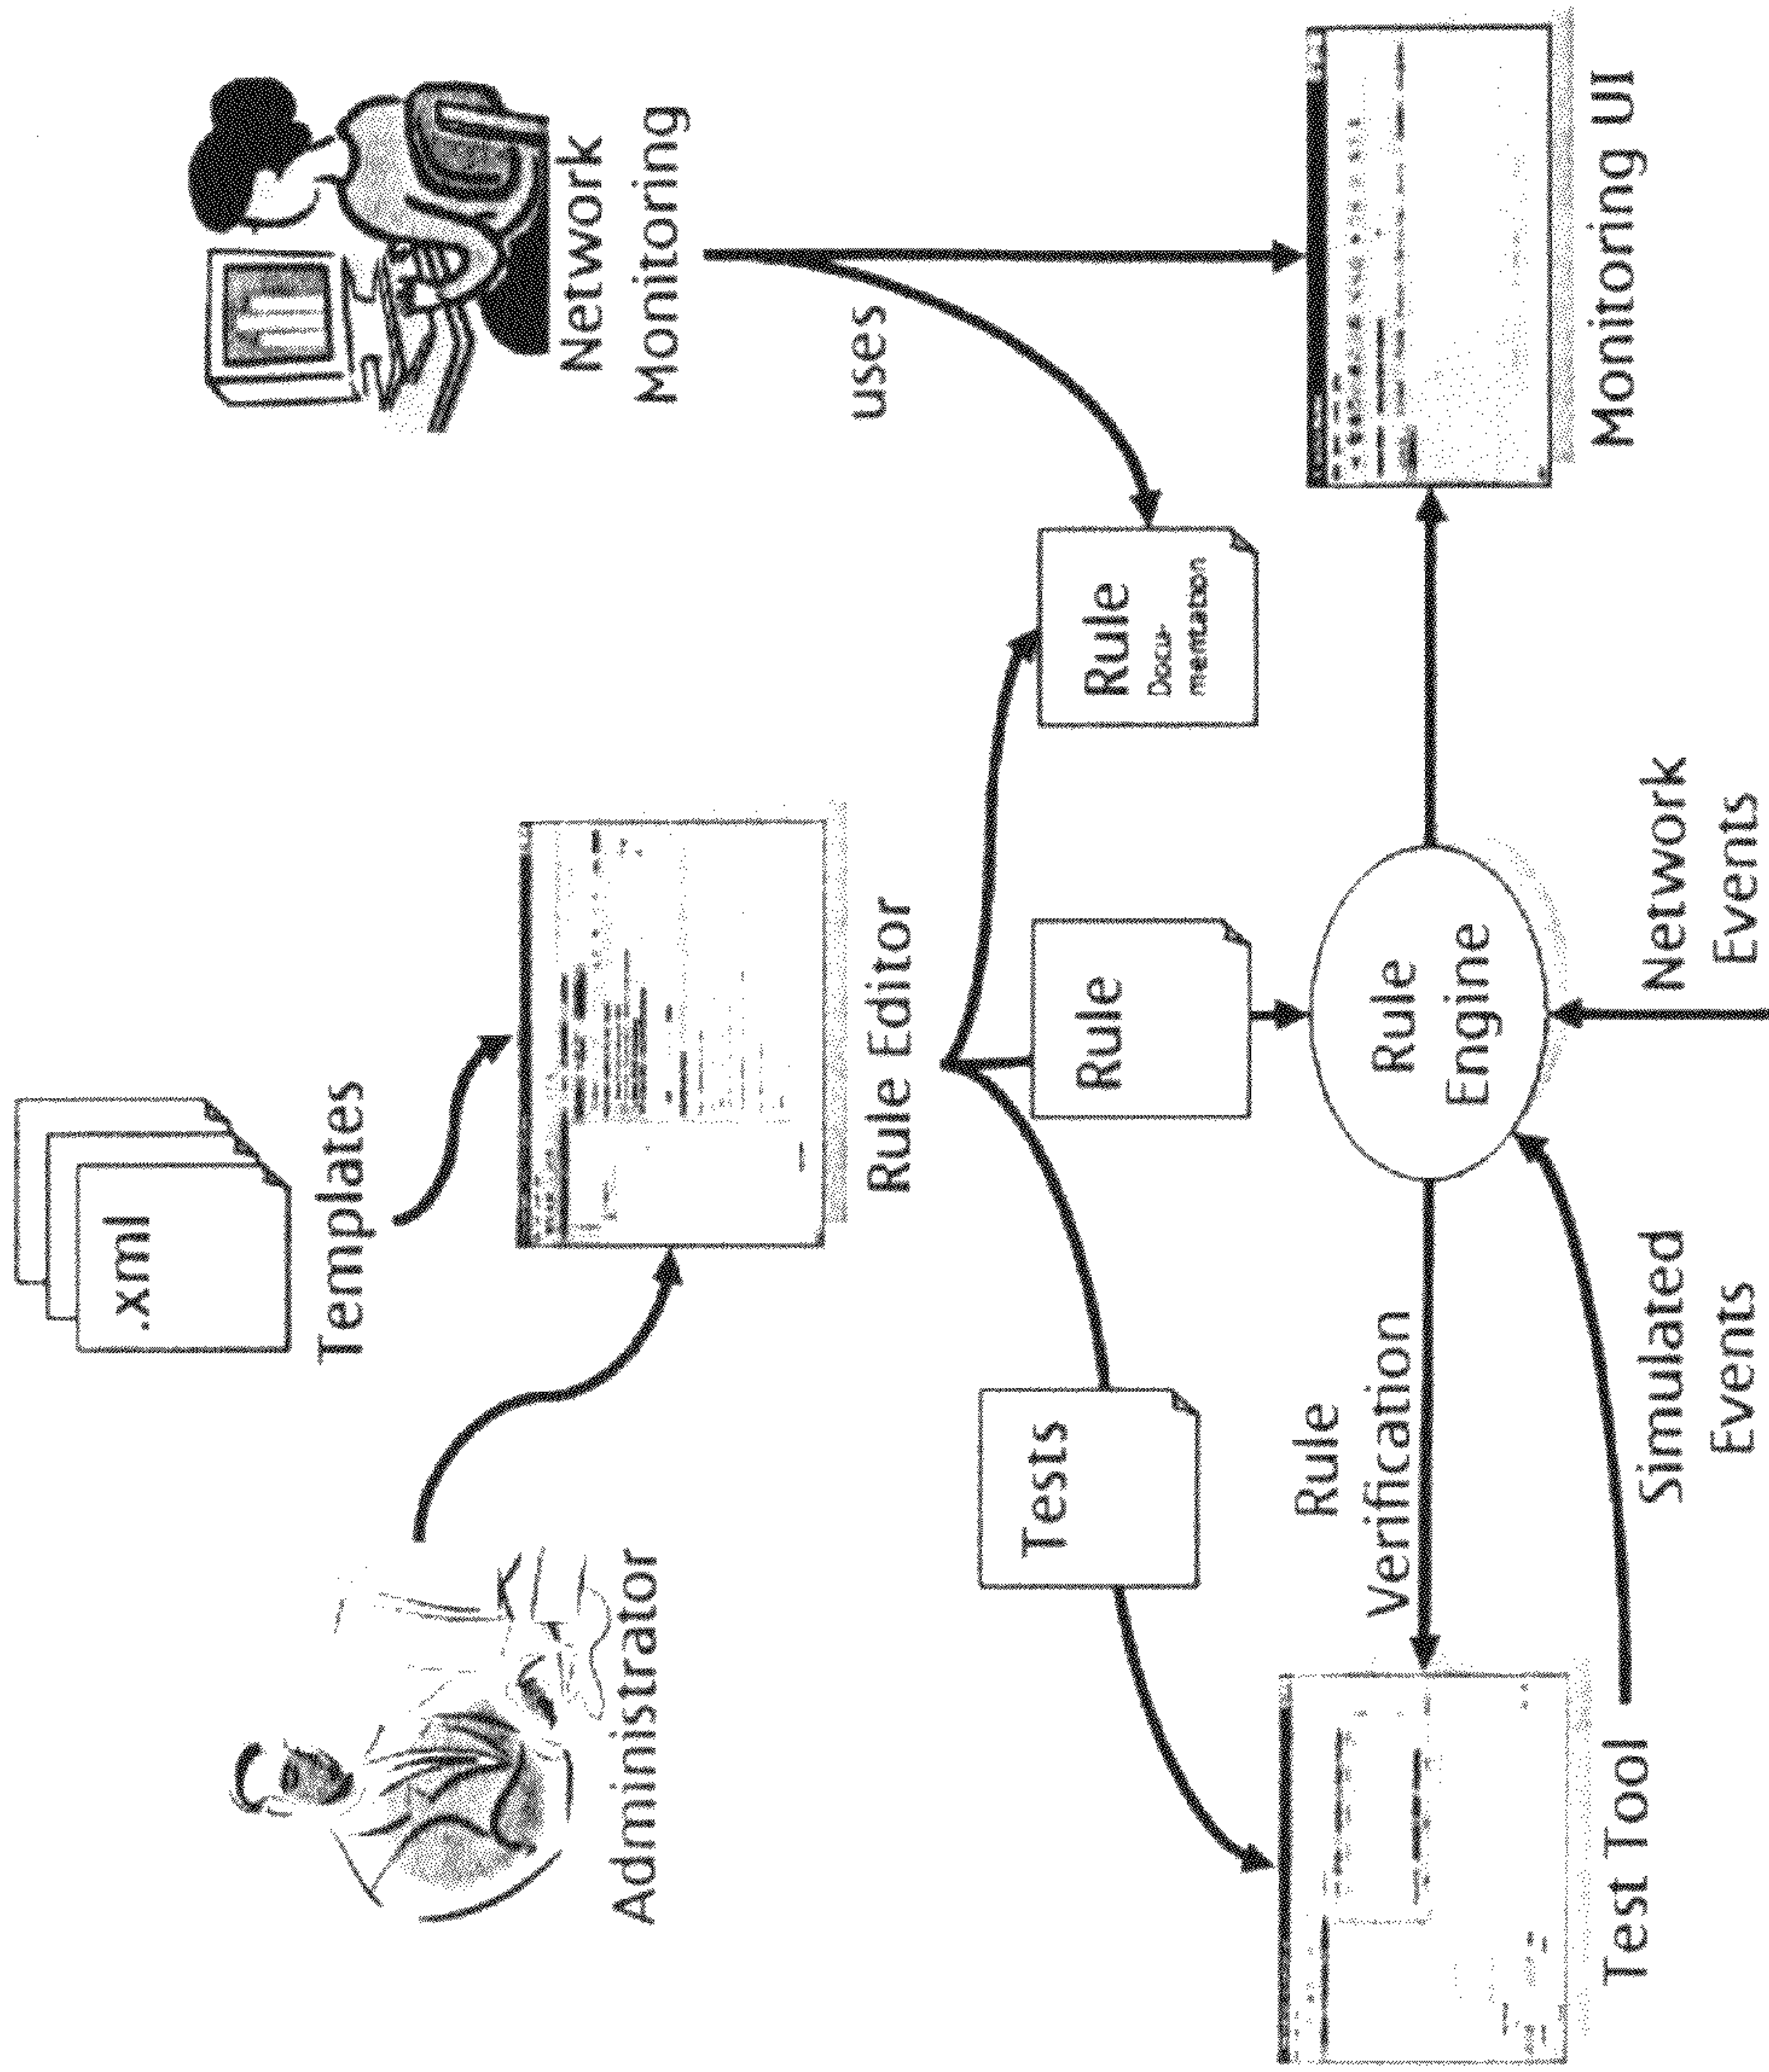 .xml
Templates
Administrator
Network
Monitoring
Rule Editor
uses
Tests
Rule
Rule
Docu-
mentation
Rule
Verification
Rule
Engine
Test Tool
Simulated
Events
Network
Events
Monitoring UI